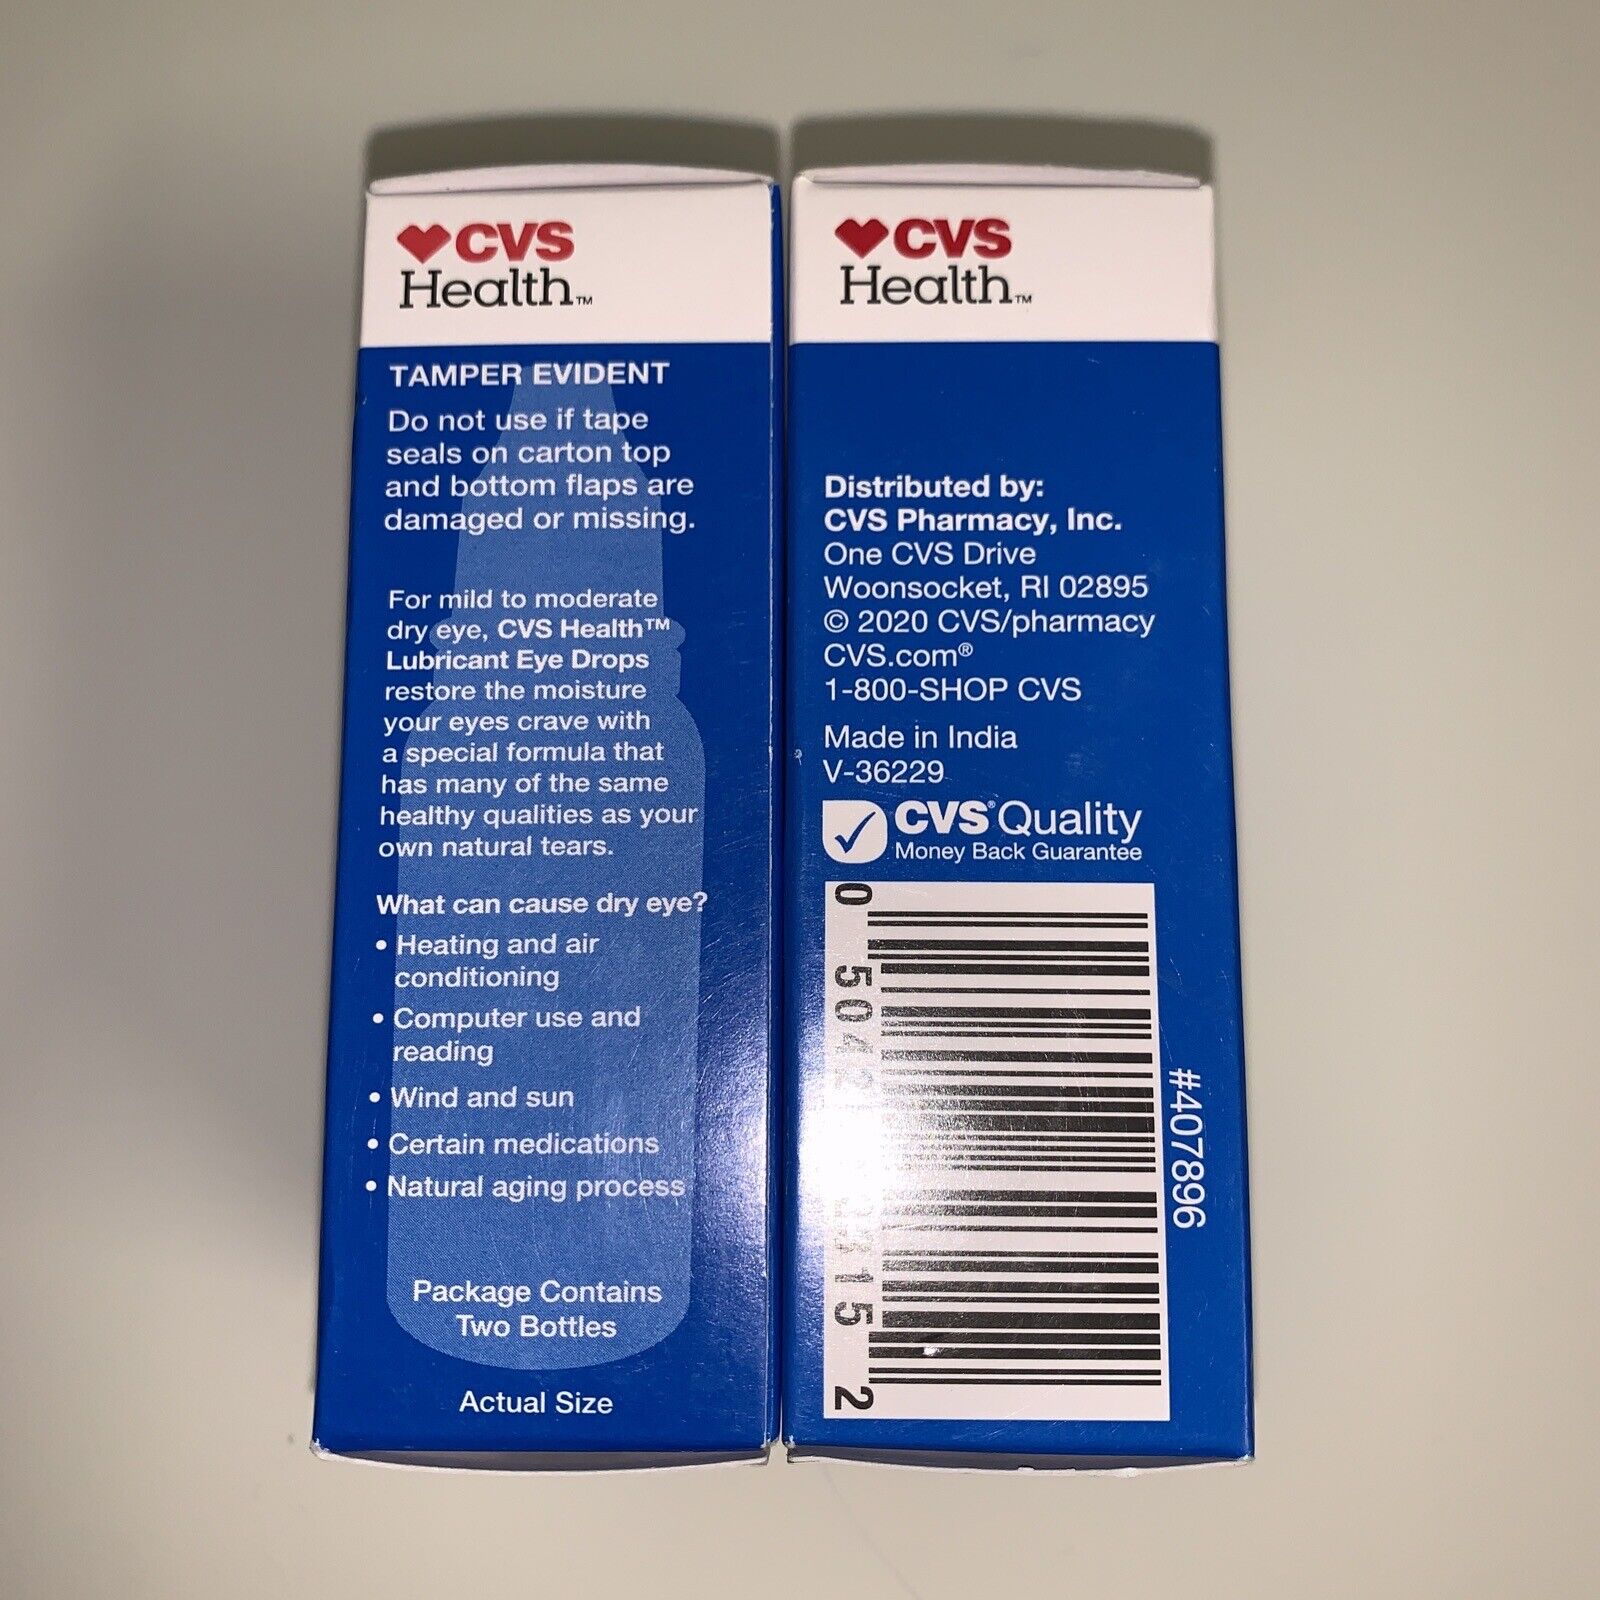 CVS
Health™
TAMPER EVIDENT
Do not use if tape
seals on carton top
and bottom flaps are
damaged or missing.
For mild to moderate
dry eye, CVS Health™
Lubricant Eye Drops
restore the moisture
your eyes crave with
a special formula that
has many of the same
healthy qualities as your
own natural tears.
What can cause dry eye?
• Heating and air
conditioning
• Computer use and
reading
• Wind and sun
• Certain medications
• Natural aging process
Package Contains
Two Bottles
Actual Size
CVS
Health™
Distributed by:
CVS Pharmacy, Inc.
One CVS Drive
Woonsocket, RI 02895
© 2020 CVS/pharmacy
CVS.com®
1-800-SHOP CVS
Made in India
V-36229
CVS® Quality
Money Back Guarantee
#407896